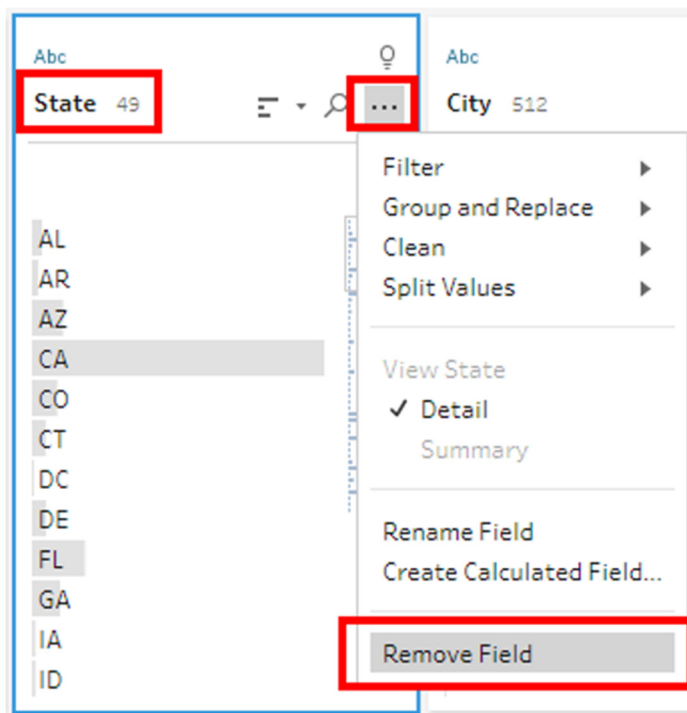 Abc
State 49
AL
AR
AZ
CA
CO
CT
DC
DE
FL
GA
IA
ID
Abc
City 512
...
Filter
Group and Replace
Clean
Split Values
View State
✓ Detail
Summary
Rename Field
Create Calculated Field...
Remove Field